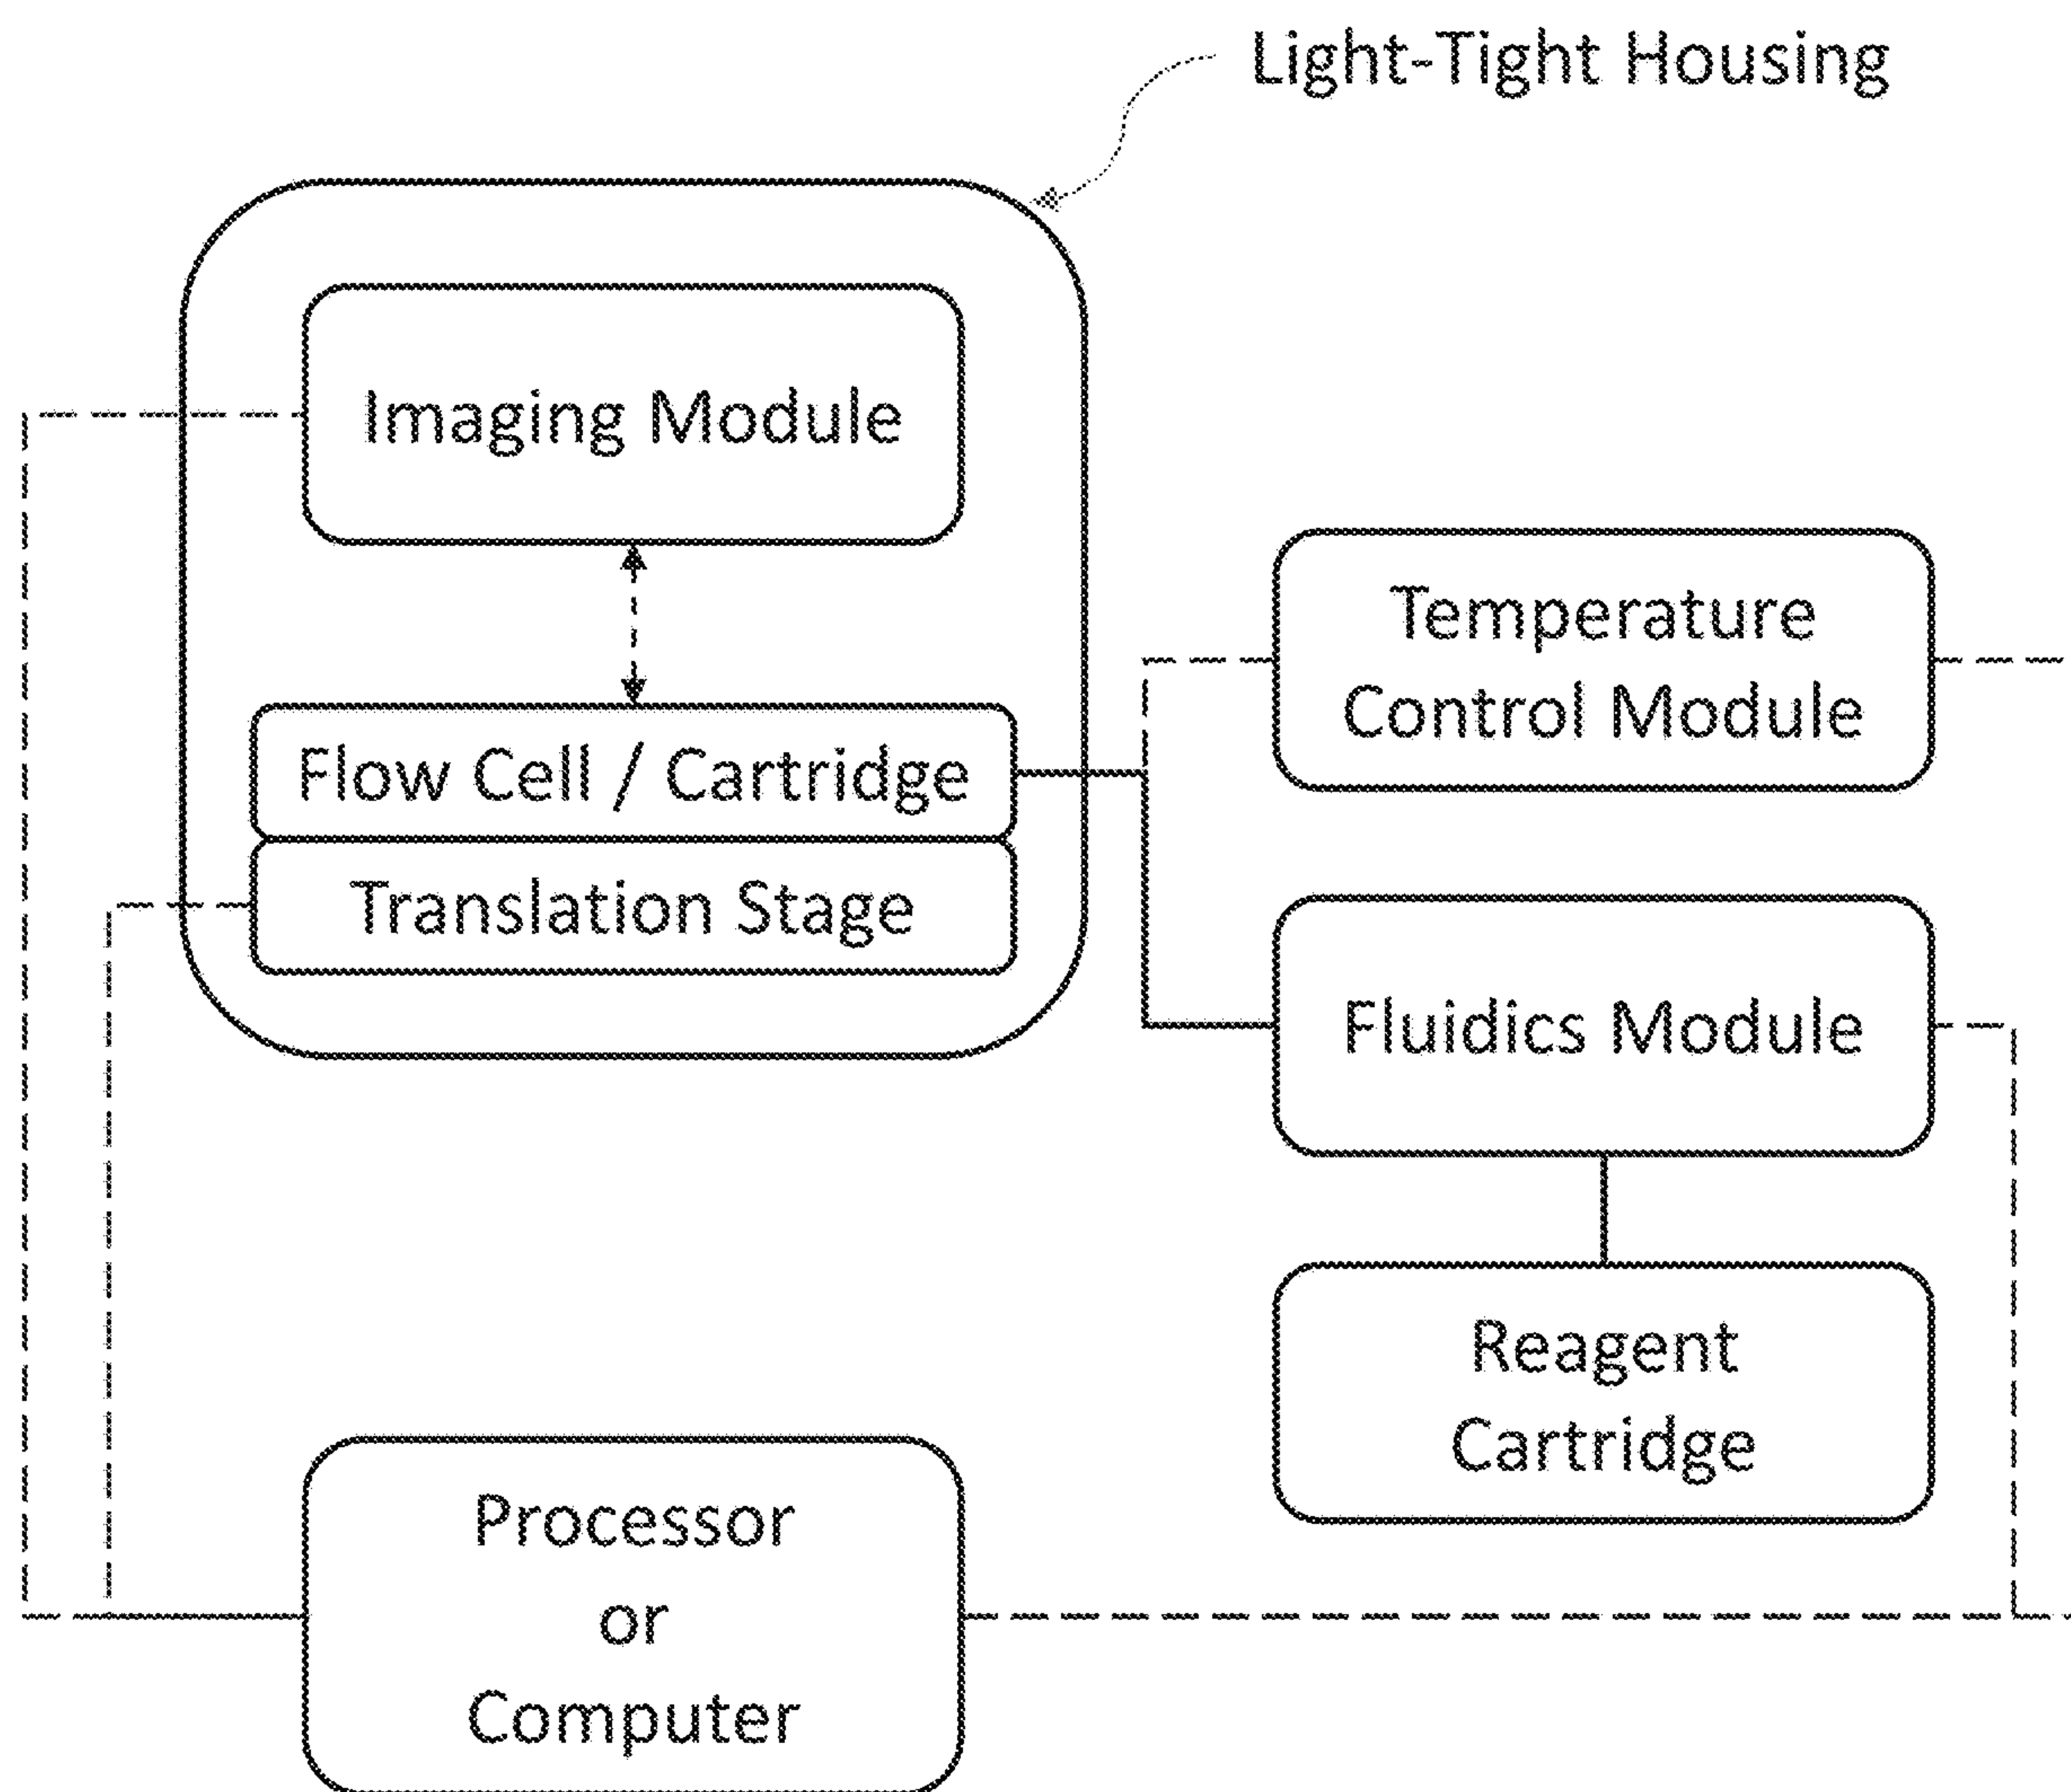 Light-Tight Housing
Imaging Module
Flow Cell / Cartridge
Translation Stage
Temperature
Control Module
Fluidics Module
Reagent
Cartridge
Processor
or
Computer